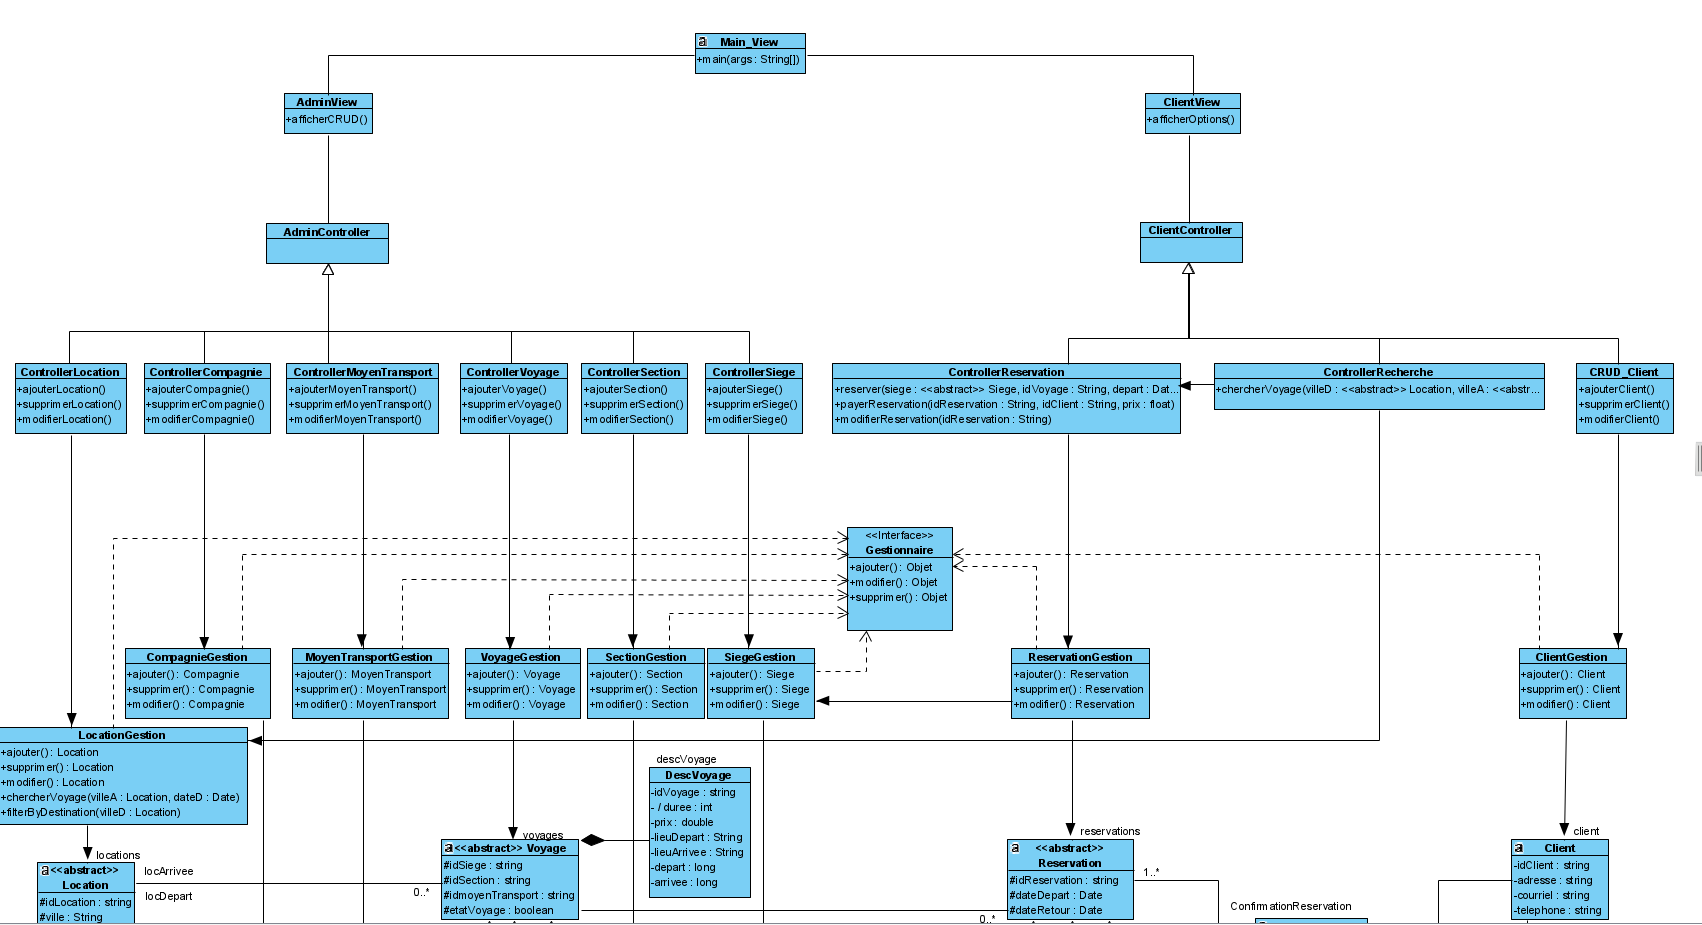 a Main_View
+main(args : String[])
AdminView
+afficherCRUD()
ClientView
+afficherOptions()
AdminController
ClientController
ControllerLocation
+ajouterLocation()
+supprimerLocation()
+modifierLocation()
ControllerCompagnie
+ajouterCompagnie()
+supprimerCompagnie()
+modifierCompagnie()
ControllerMoyenTransport
+ajouterMoyenTransport()
+supprimerMoyenTransport()
+modifierMoyenTransport()
ControllerVoyage
+ajouterVoyage()
+supprimerVoyage()
+modifierVoyage()
ControllerSection
+ajouterSection()
+supprimerSection()
+modifierSection()
ControllerSiege
+ajouterSiege()
+supprimerSiege()
+modifierSiege()
ControllerReservation
+reserver(siege : <<abstract>> Siege, idVoyage : String, depart : Dat...
+payerReservation(idReservation : String, idClient : String, prix : float)
+modifierReservation(idReservation : String)
ControllerRecherche
+chercherVoyage(villeD : <<abstract>> Location, villeA : <<abstr...
CRUD_Client
+ajouterClient()
+supprimerClient()
+modifierClient()
<<Interface>>
Gestionnaire
+ajouter() : Objet
+modifier() : Objet
+supprimer() : Objet
CompagnieGestion
+ajouter() : Compagnie
+supprimer() : Compagnie
+modifier() : Compagnie
MoyenTransportGestion
+ajouter() : MoyenTransport
+supprimer() : MoyenTransport
+modifier() : MoyenTransport
VoyageGestion
+ajouter() : Voyage
+supprimer() : Voyage
+modifier() : Voyage
SectionGestion
+ajouter() : Section
+supprimer() : Section
+modifier() : Section
SiegeGestion
+ajouter() : Siege
+supprimer() : Siege
+modifier() : Siege
ReservationGestion
+ajouter() : Reservation
+supprimer() : Reservation
+modifier() : Reservation
ClientGestion
+ajouter() : Client
+supprimer() : Client
+modifier() : Client
LocationGestion
+ajouter() : Location
+supprimer() : Location
+modifier() : Location
+chercherVoyage(villeA : Location, dateD : Date)
+filterByDestination(villeD : Location)
descVoyage
DescVoyage
-idVoyage : string
- / duree : int
-prix : double
-lieuDepart : String
-lieuArrivee : String
-depart : long
-arrivee : long
locations
a <<abstract>>
Location
#idLocation : string
#ville : String
locArrivee
locDepart
0..*
voyages
a <<abstract>> Voyage
#idSiege : string
#idSection : string
#idmoyenTransport : string
#etatVoyage : boolean
0..*
reservations
a <<abstract>>
Reservation
#idReservation : string
#dateDepart : Date
#dateRetour : Date
1..*
ConfirmationReservation
client
a Client
-idClient : string
-adresse : string
-courriel : string
-telephone : string